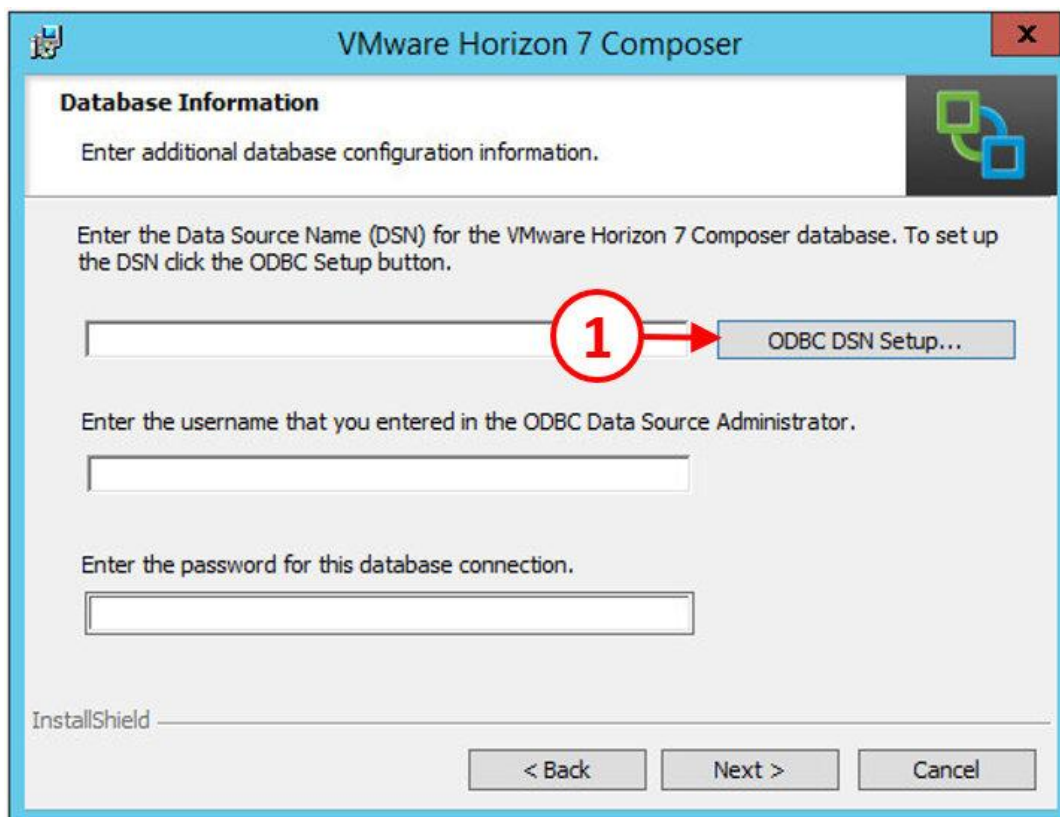 VMware Horizon 7 Composer
x
Database Information
Enter additional database configuration information.
Enter the Data Source Name (DSN) for the VMware Horizon 7 Composer database. To set up
the DSN click the ODBC Setup button.
1
ODBC DSN Setup...
Enter the username that you entered in the ODBC Data Source Administrator.
Enter the password for this database connection.
InstallShield
< Back
Next >
Cancel